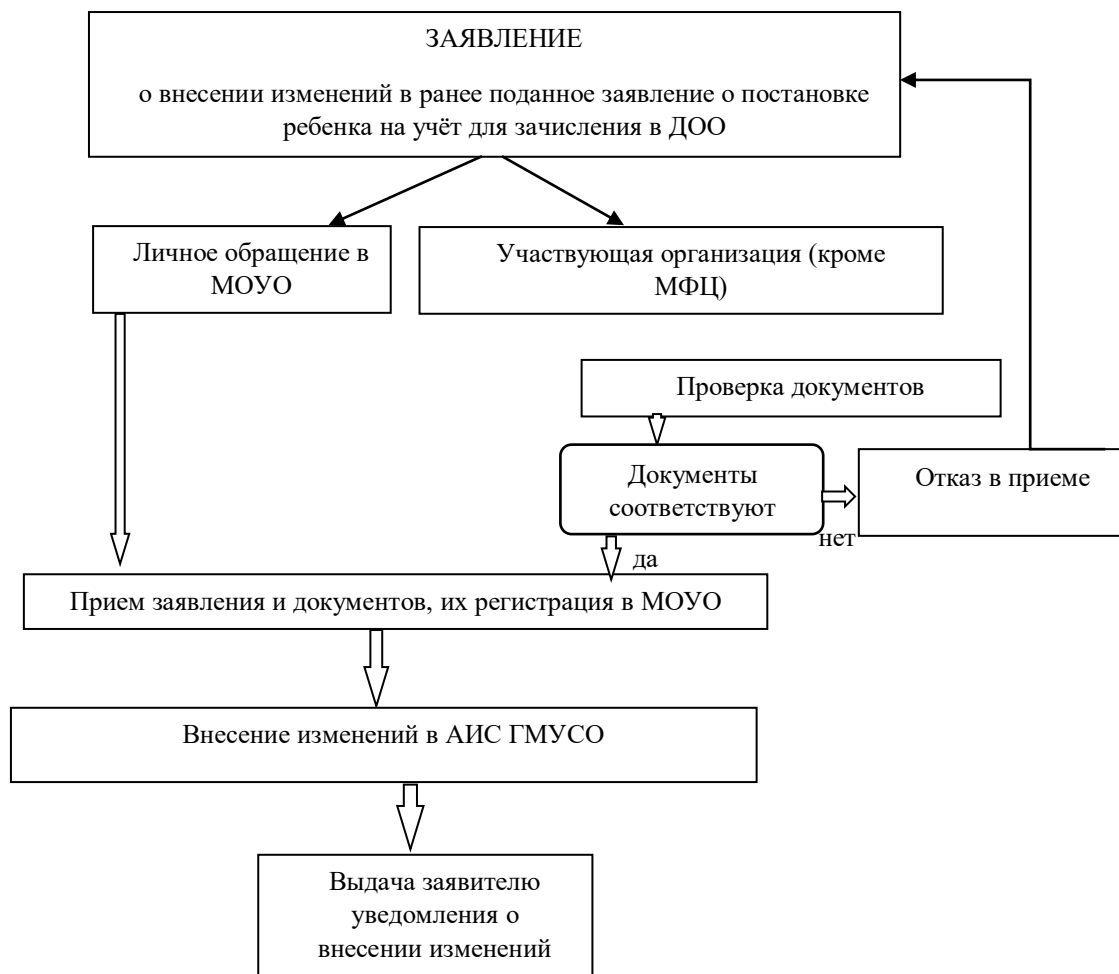 ЗАЯВЛЕНИЕ
о внесении изменений в ранее поданное заявление о постановке
ребенка на учёт для зачисления в ДОО
Личное обращение в
МОУО
Участвующая организация (кроме
МФЦ)
Проверка документов
Документы
соответствуют
Отказ в приеме
нет
да
Прием заявления и документов, их регистрация в МОУО
Внесение изменений в АИС ГМУСО
Выдача заявителю
уведомления о
внесении изменений